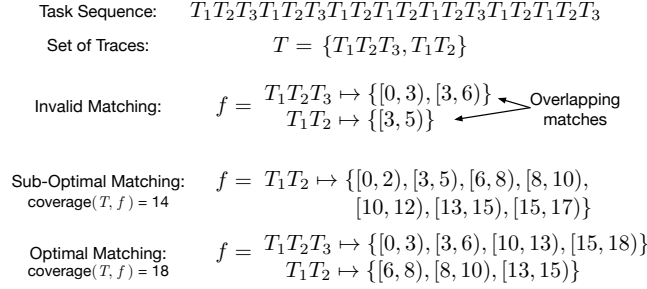 Task Sequence: T₁T₂T₃T₁T₂T₃T₁T₂T₁T₂T₁T₂T₃T₁T₂T₁T₂T₃
Set of Traces: T = {T₁T₂T₃, T₁T₂}
Invalid Matching: f = T₁T₂T₃ ↦ {[0, 3), [3, 6)}
T₁T₂ ↦ {[3, 5)}
Overlapping
matches
Sub-Optimal Matching: f = T₁T₂ ↦ {[0, 2), [3, 5), [6, 8), [8, 10),
coverage(T, f) = 14 [10, 12), [13, 15), [15, 17)}
Optimal Matching: f = T₁T₂T₃ ↦ {[0, 3), [3, 6), [10, 13), [15, 18)}
coverage(T, f) = 18 T₁T₂ ↦ {[6, 8), [8, 10), [13, 15)}